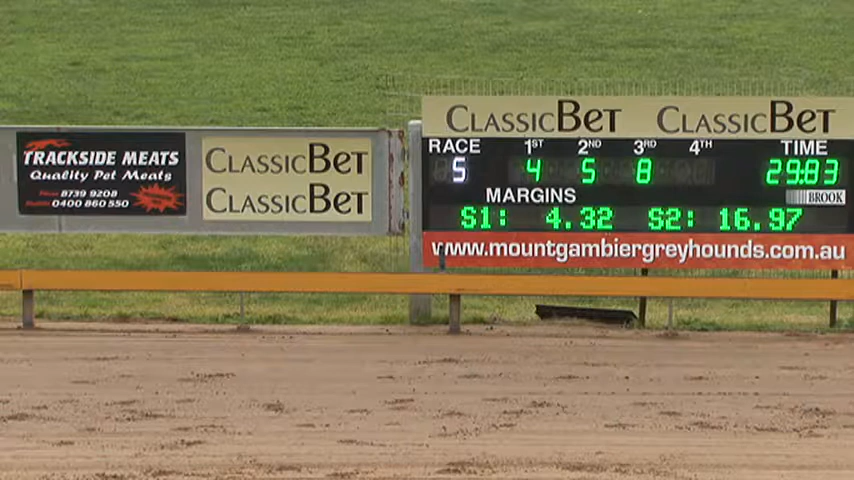 TRACKSIDE MEATS
Quality Pet Meats
8739 9208
0400 860 550
CLASSICBET
CLASSICBET
CLASSICBET CLASSICBET
RACE 1ST 2ND 3RD 4TH TIME
5 4 5 8 29.83
MARGINS BROOK
S1: 4.32 S2: 16.97
www.mountgambiergreyhounds.com.au